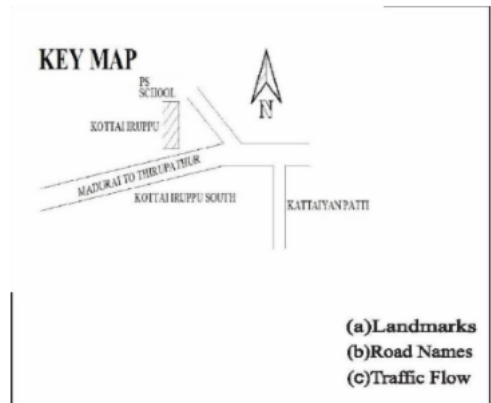 KEY MAP
PS
SCHOOL
N
KOTTAI IRUPPU
MADURAI TO THIRUPATHUR
KOTTAI IRUPPU SOUTH
KATTAIYAN PATTI
(a)Landmarks
(b)Road Names
(c)Traffic Flow